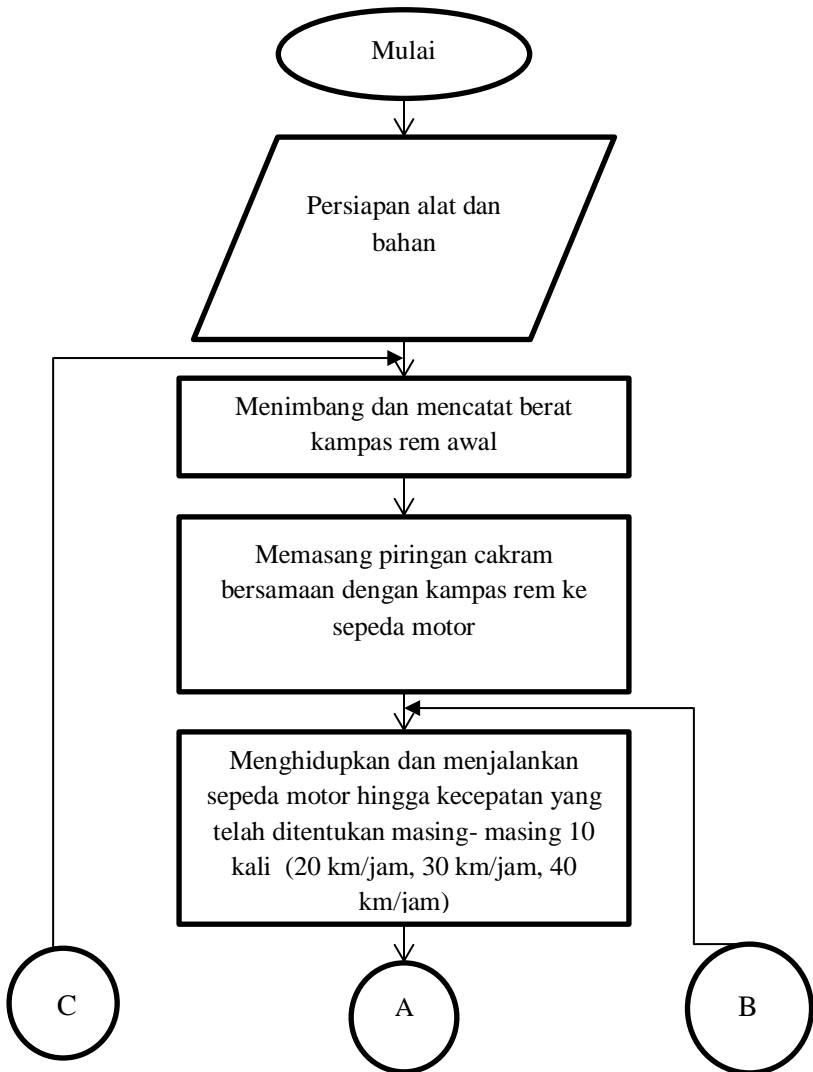 Mulai
Persiapan alat dan
bahan
Menimbang dan mencatat berat
kampas rem awal
Memasang piringan cakram
bersamaan dengan kampas rem ke
sepeda motor
Menghidupkan dan menjalankan
sepeda motor hingga kecepatan yang
telah ditentukan masing- masing 10
kali (20 km/jam, 30 km/jam, 40
km/jam)
C
A
B